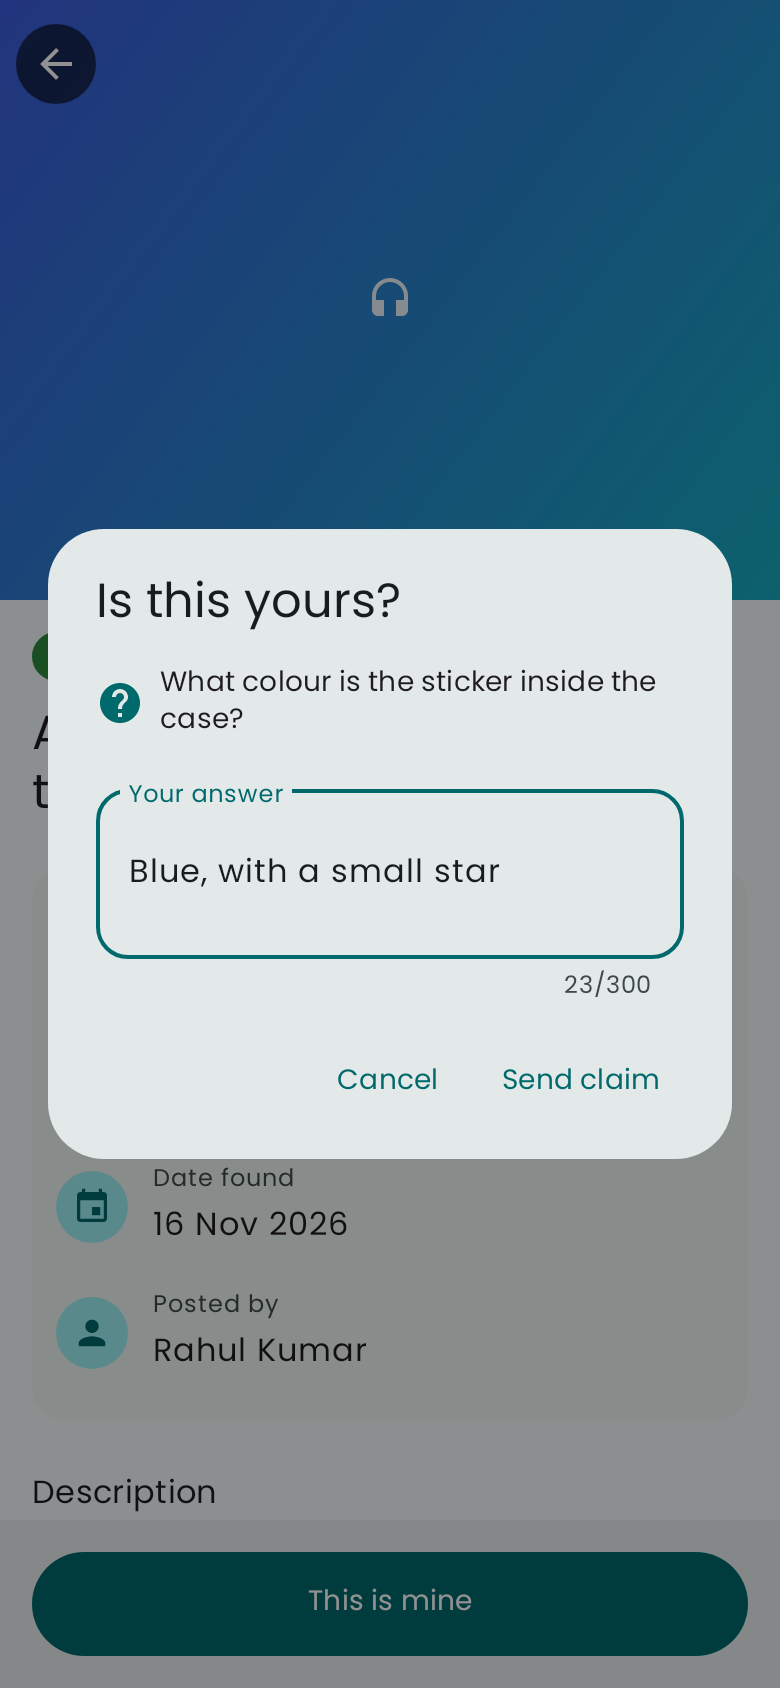 Is this yours?
What colour is the sticker inside the
case?
Your answer
Blue, with a small star
23/300
Cancel
Send claim
Date found
16 Nov 2026
Posted by
Rahul Kumar
Description
This is mine